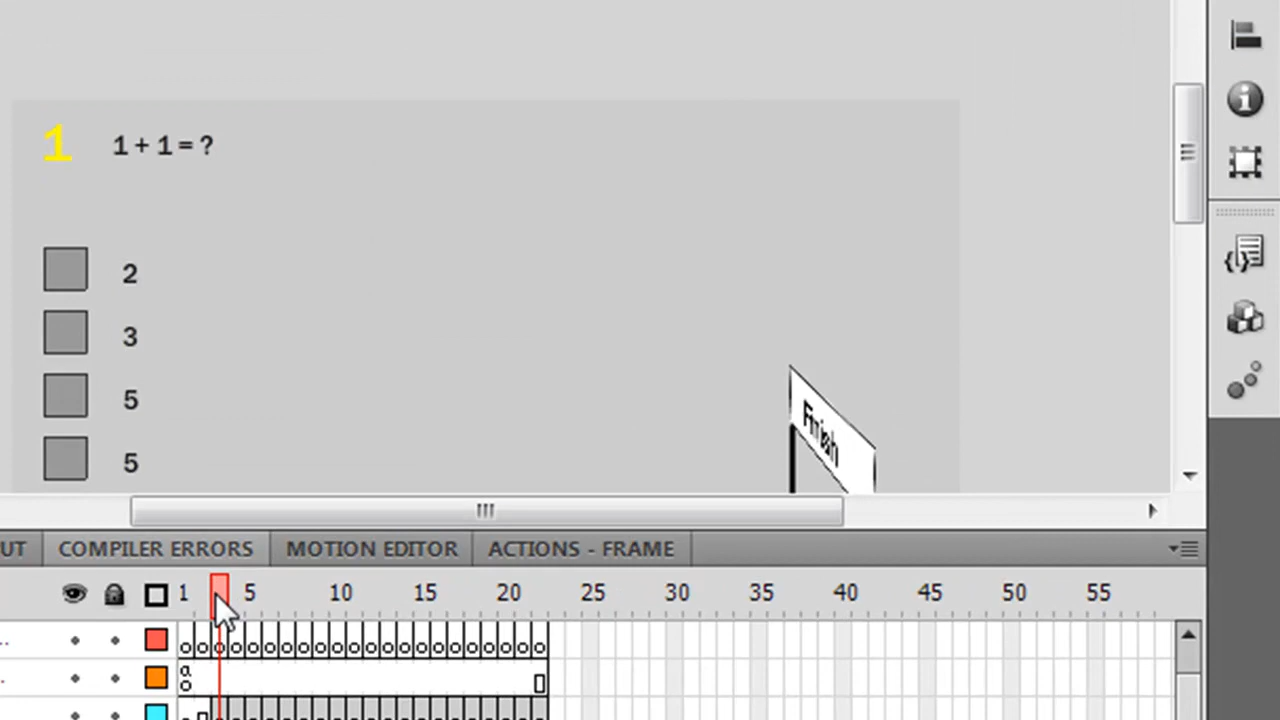 1 1 + 1 = ?
2
3
5
5
Finish
UT COMPILER ERRORS MOTION EDITOR ACTIONS - FRAME
1 5 10 15 20 25 30 35 40 45 50 55